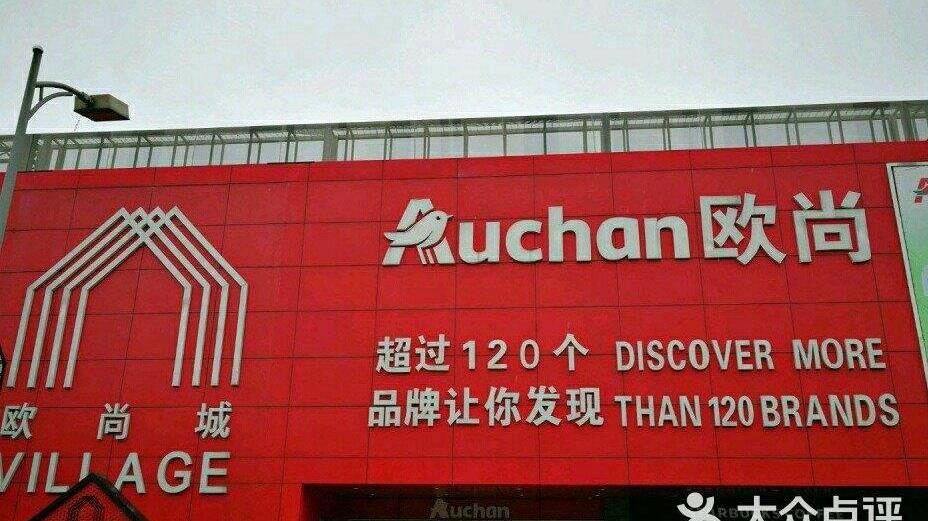 Auchan欧尚
超过120个 DISCOVER MORE
品牌让你发现 THAN 120 BRANDS
欧尚城
VILLAGE
Auchan
大众点评